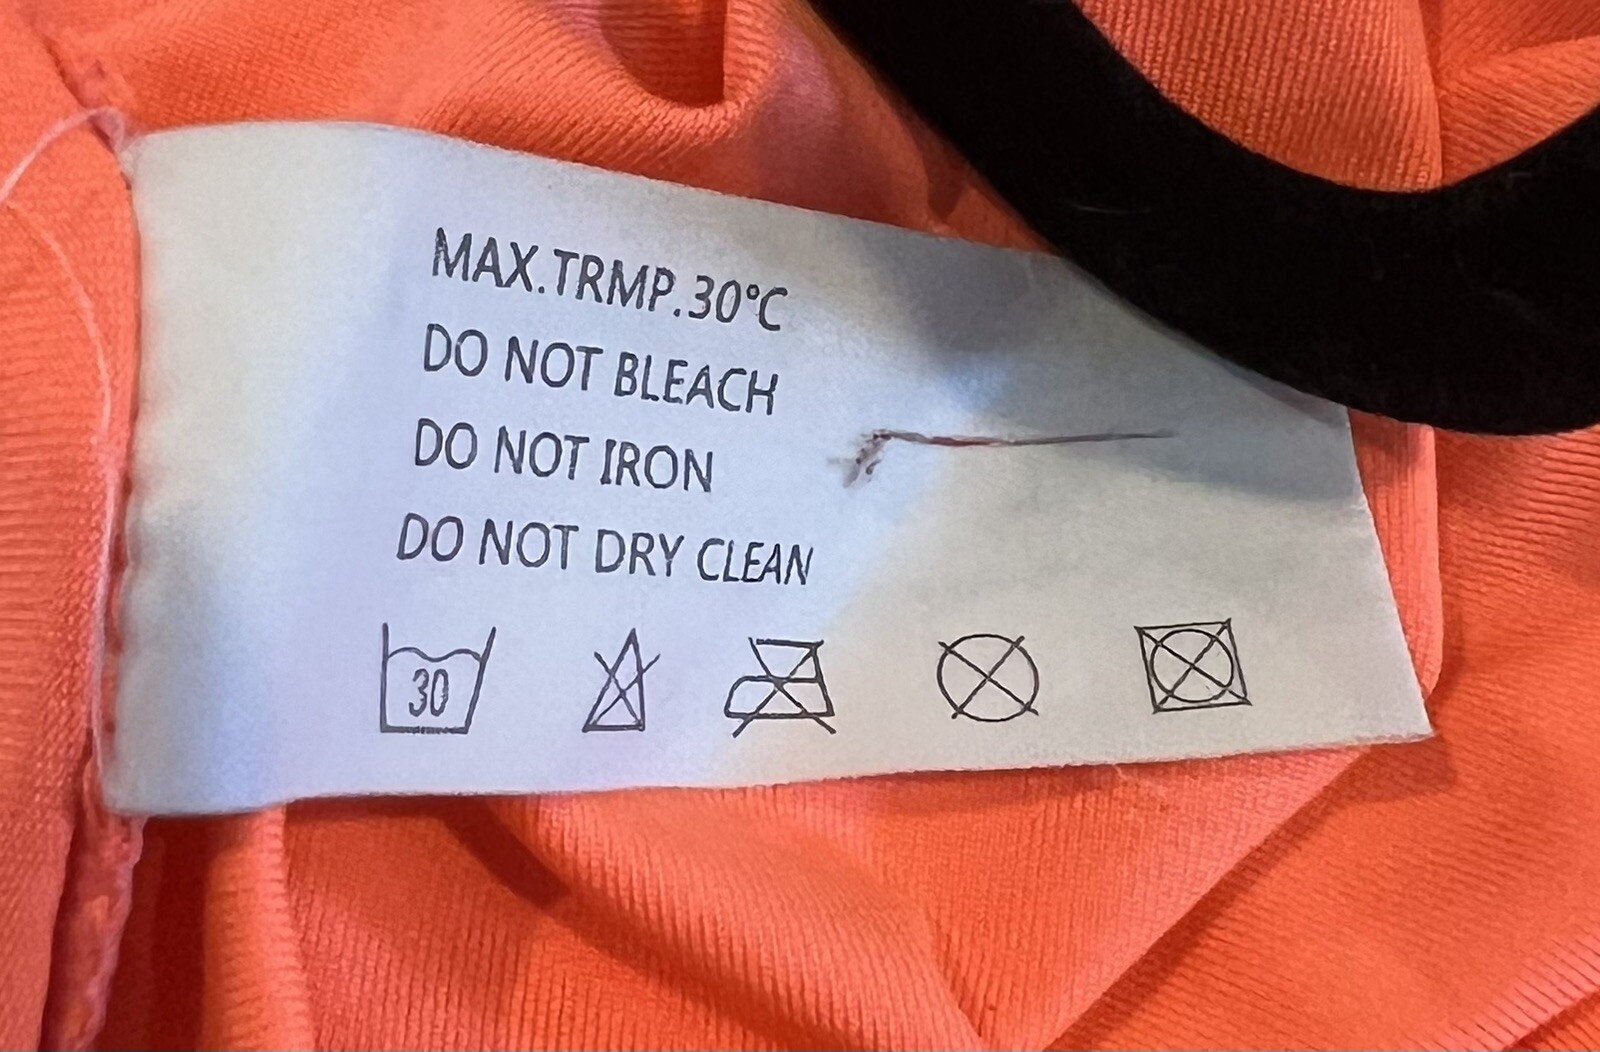 MAX.TRMP.30°C
DO NOT BLEACH
DO NOT IRON
DO NOT DRY CLEAN
30